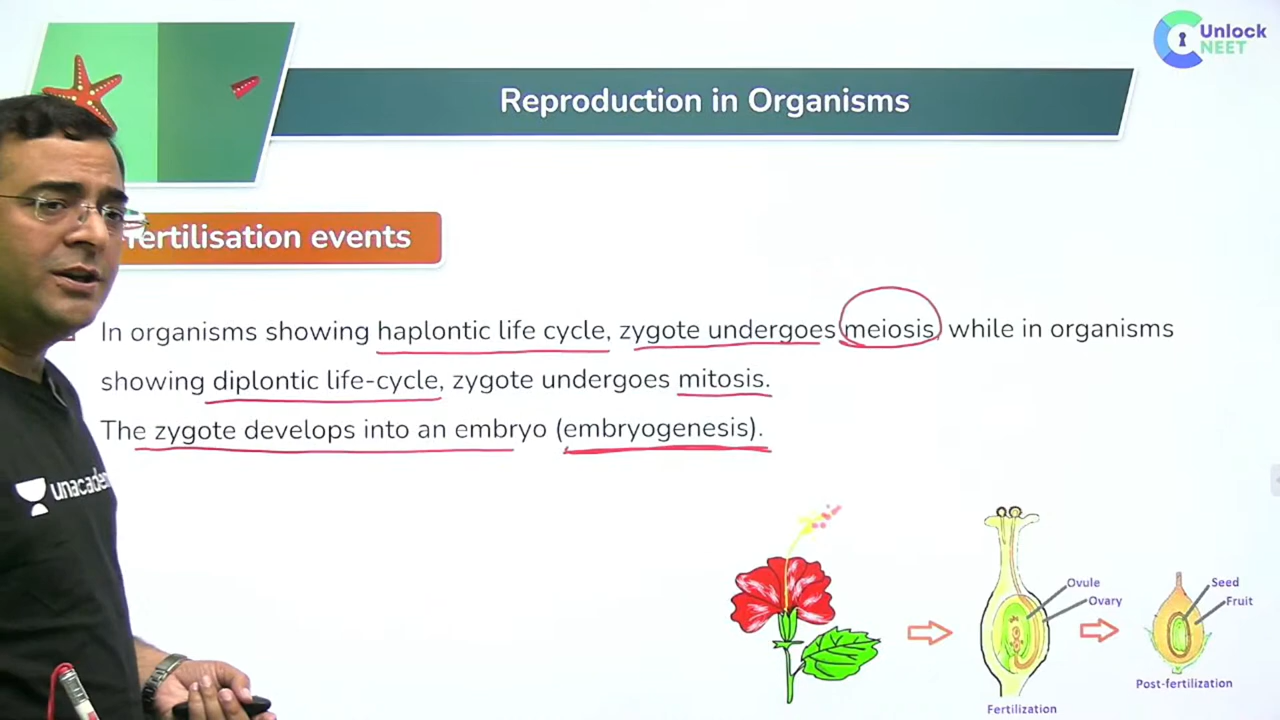 Unlock
NEET
Reproduction in Organisms
fertilisation events
In organisms showing haplontic life cycle, zygote undergoes meiosis, while in organisms
showing diplontic life-cycle, zygote undergoes mitosis.
The zygote develops into an embryo (embryogenesis).
unacade
Ovule
Ovary
Seed
Fruit
Post-fertilization
Fertilization